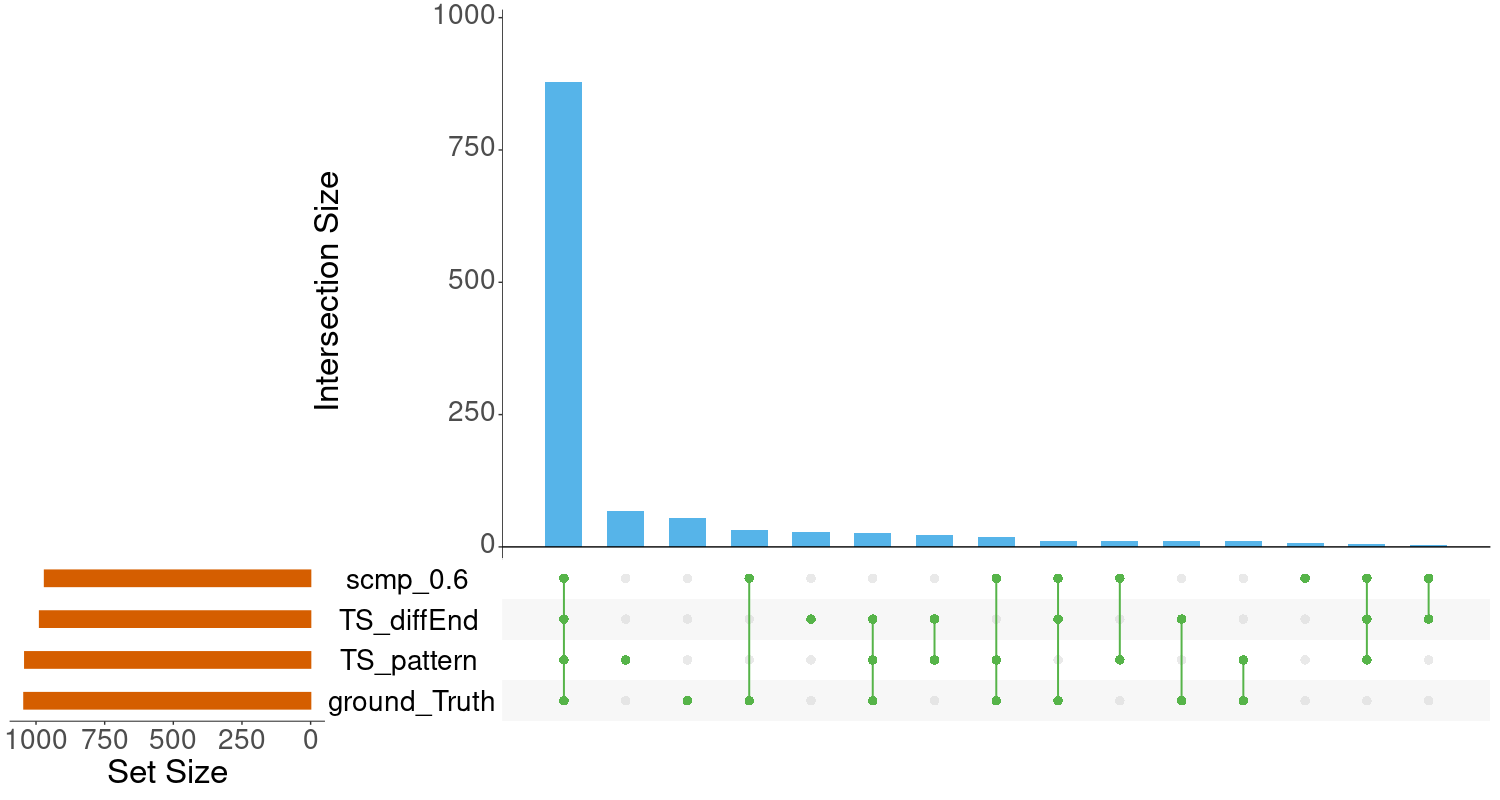 1000
750
500
250
0
Intersection Size
scmp_0.6
TS_diffEnd
TS_pattern
ground_Truth
1000 750 500 250 0
Set Size